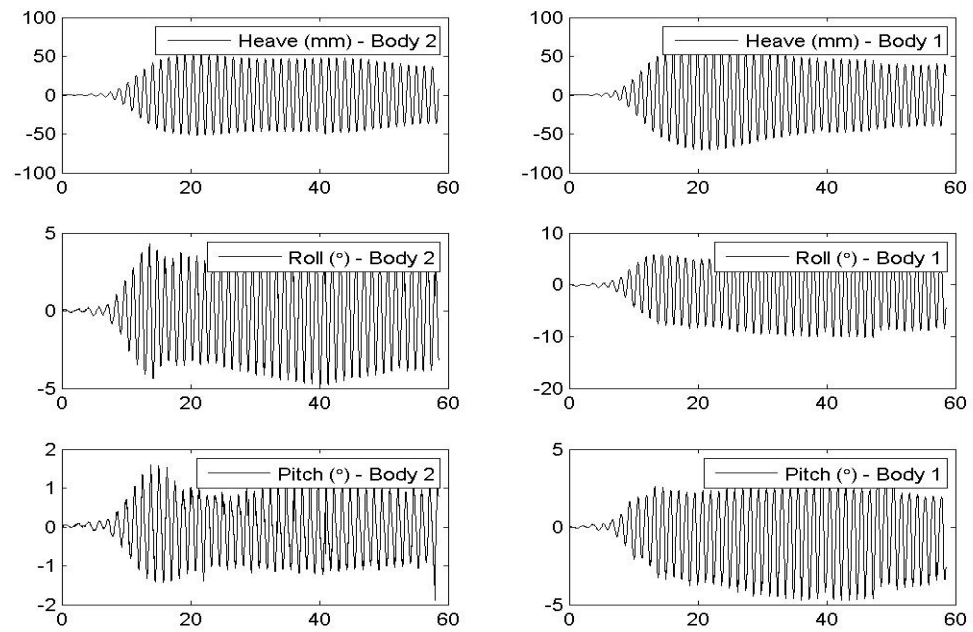 100
50
0
-50
-100
Heave (mm) - Body 2
0 20 40 60
100
50
0
-50
-100
Heave (mm) - Body 1
0 20 40 60
5
0
-5
Roll (°) - Body 2
0 20 40 60
10
0
-10
-20
Roll (°) - Body 1
0 20 40 60
2
1
0
-1
-2
Pitch (°) - Body 2
0 20 40 60
5
0
-5
Pitch (°) - Body 1
0 20 40 60